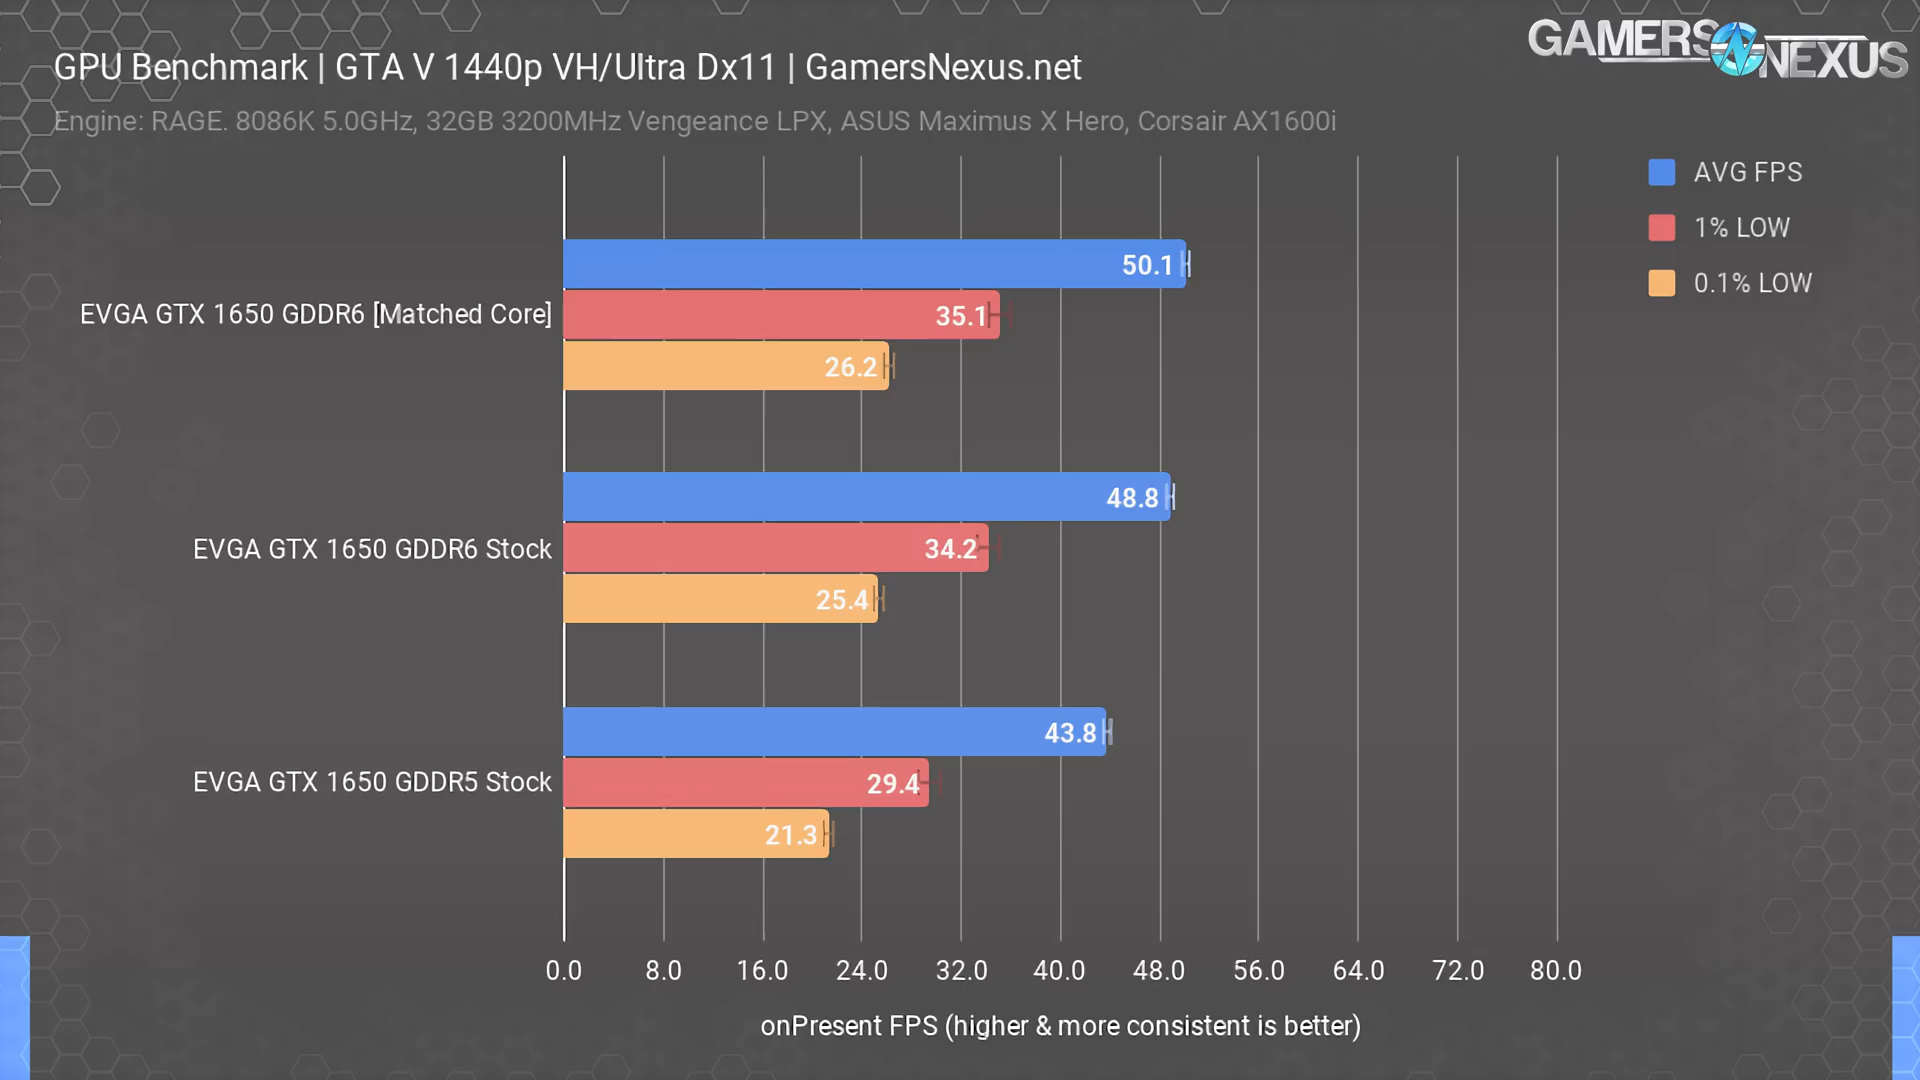 GAMERS NEXUS
GPU Benchmark | GTA V 1440p VH/Ultra Dx11 | GamersNexus.net
Engine: RAGE. 8086K 5.0GHz, 32GB 3200MHz Vengeance LPX, ASUS Maximus X Hero, Corsair AX1600i
AVG FPS
1% LOW
0.1% LOW
EVGA GTX 1650 GDDR6 [Matched Core]
50.1
35.1
26.2
EVGA GTX 1650 GDDR6 Stock
48.8
34.2
25.4
EVGA GTX 1650 GDDR5 Stock
43.8
29.4
21.3
0.0 8.0 16.0 24.0 32.0 40.0 48.0 56.0 64.0 72.0 80.0
onPresent FPS (higher & more consistent is better)